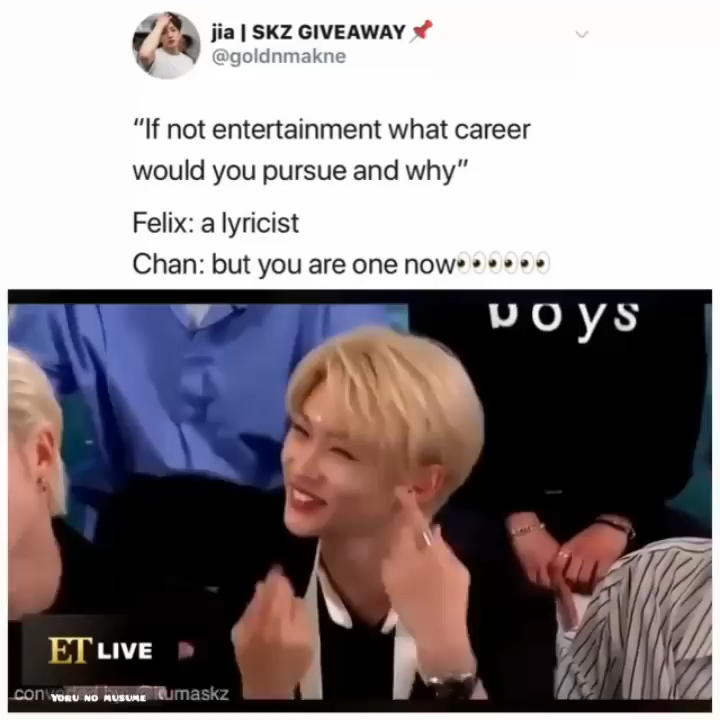 jia | SKZ GIVEAWAY📌
@goldnmakne
“If not entertainment what career
would you pursue and why”
Felix: a lyricist
Chan: but you are one now👀👀👀
boys
ET LIVE
YORU NO MUSUME